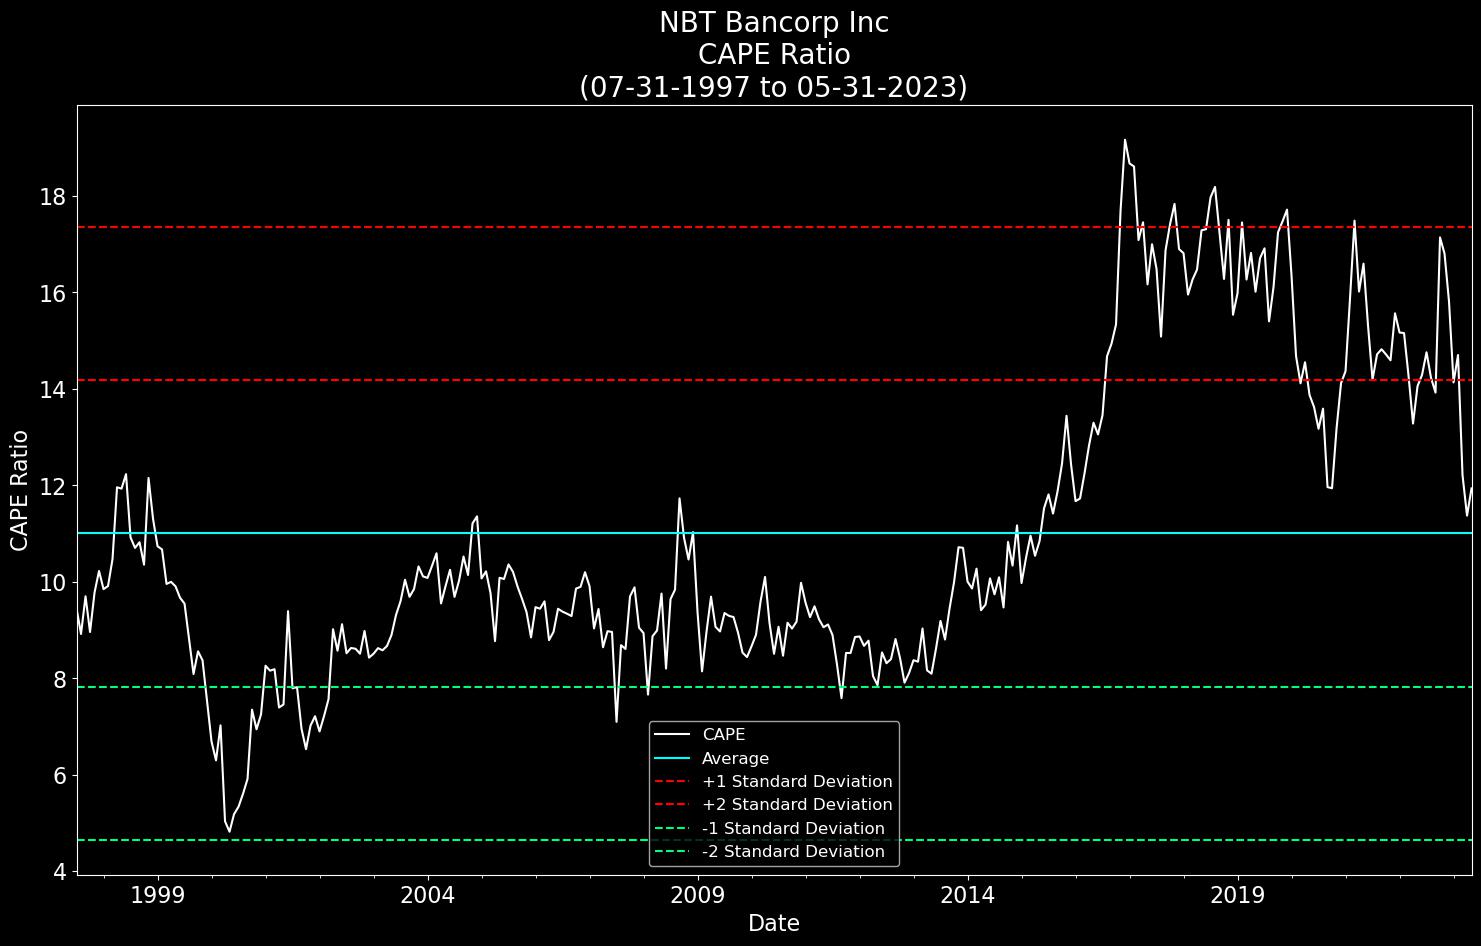 NBT Bancorp Inc
CAPE Ratio
(07-31-1997 to 05-31-2023)
CAPE Ratio
18
16
14
12
10
8
6
4
CAPE
Average
+1 Standard Deviation
+2 Standard Deviation
-1 Standard Deviation
-2 Standard Deviation
1999 2004 2009 2014 2019
Date